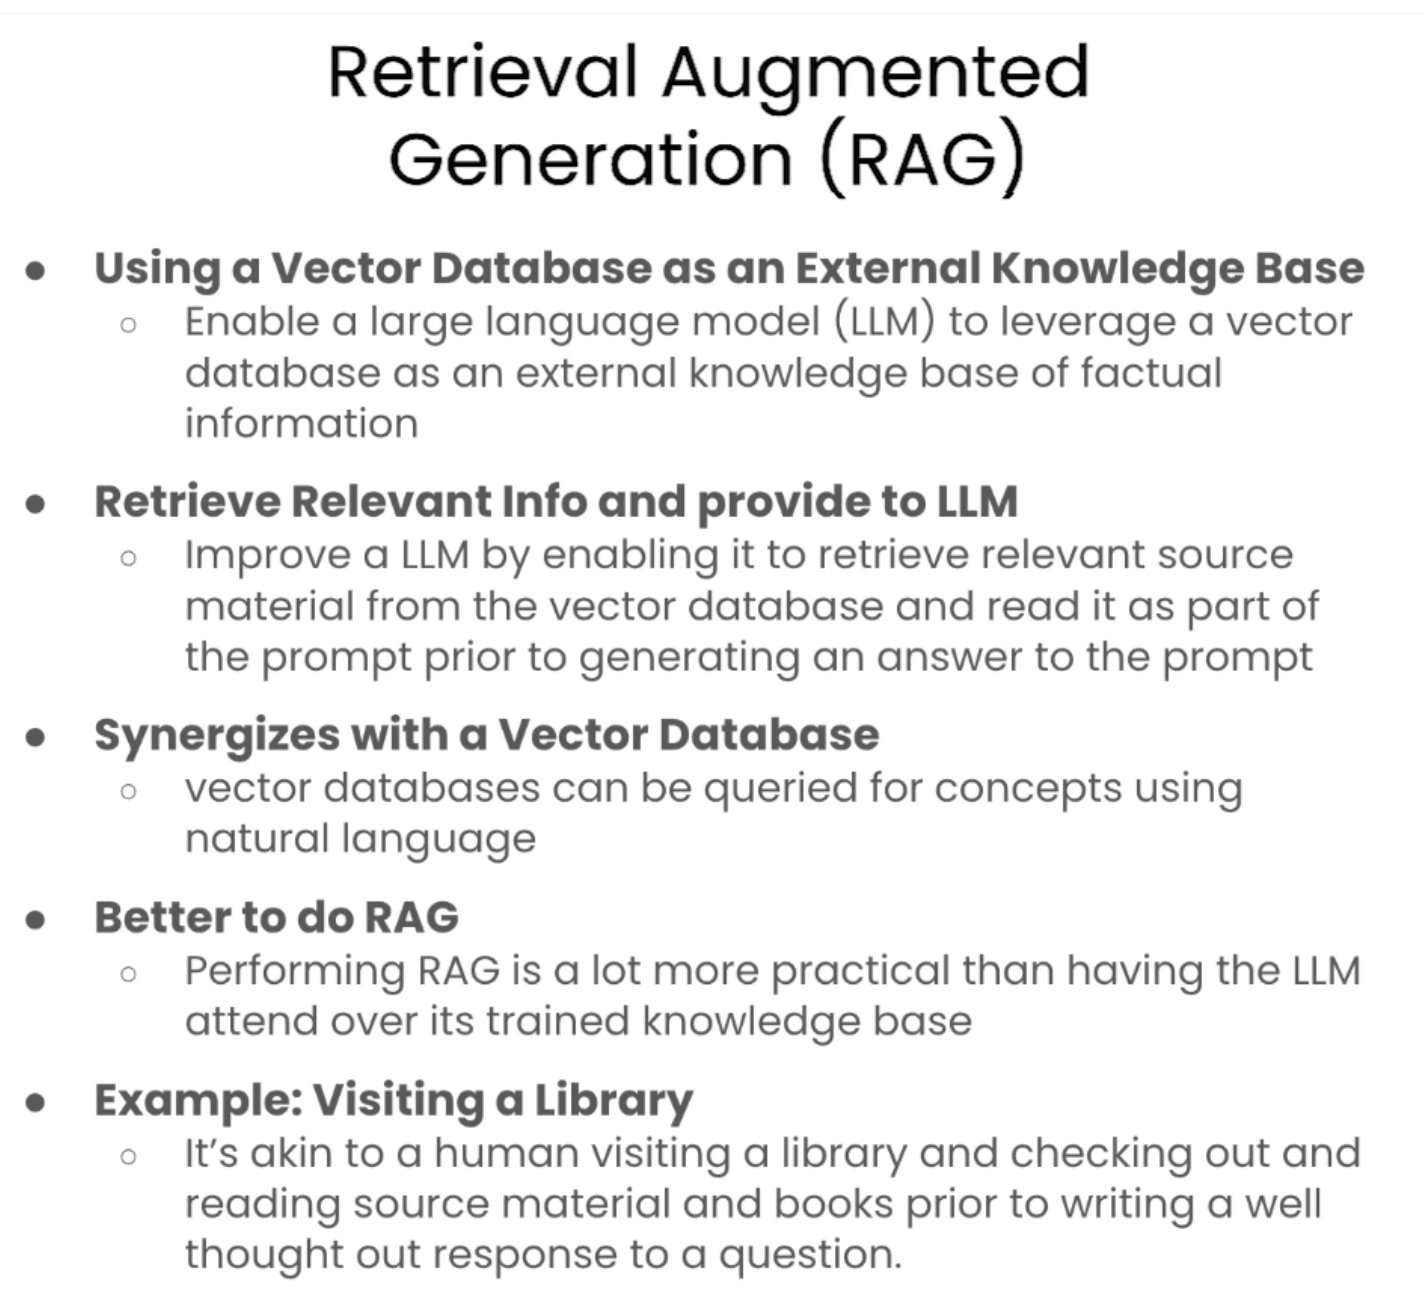 Retrieval Augmented
Generation (RAG)
● Using a Vector Database as an External Knowledge Base
○ Enable a large language model (LLM) to leverage a vector
database as an external knowledge base of factual
information
● Retrieve Relevant Info and provide to LLM
○ Improve a LLM by enabling it to retrieve relevant source
material from the vector database and read it as part of
the prompt prior to generating an answer to the prompt
● Synergizes with a Vector Database
○ vector databases can be queried for concepts using
natural language
● Better to do RAG
○ Performing RAG is a lot more practical than having the LLM
attend over its trained knowledge base
● Example: Visiting a Library
○ It’s akin to a human visiting a library and checking out and
reading source material and books prior to writing a well
thought out response to a question.